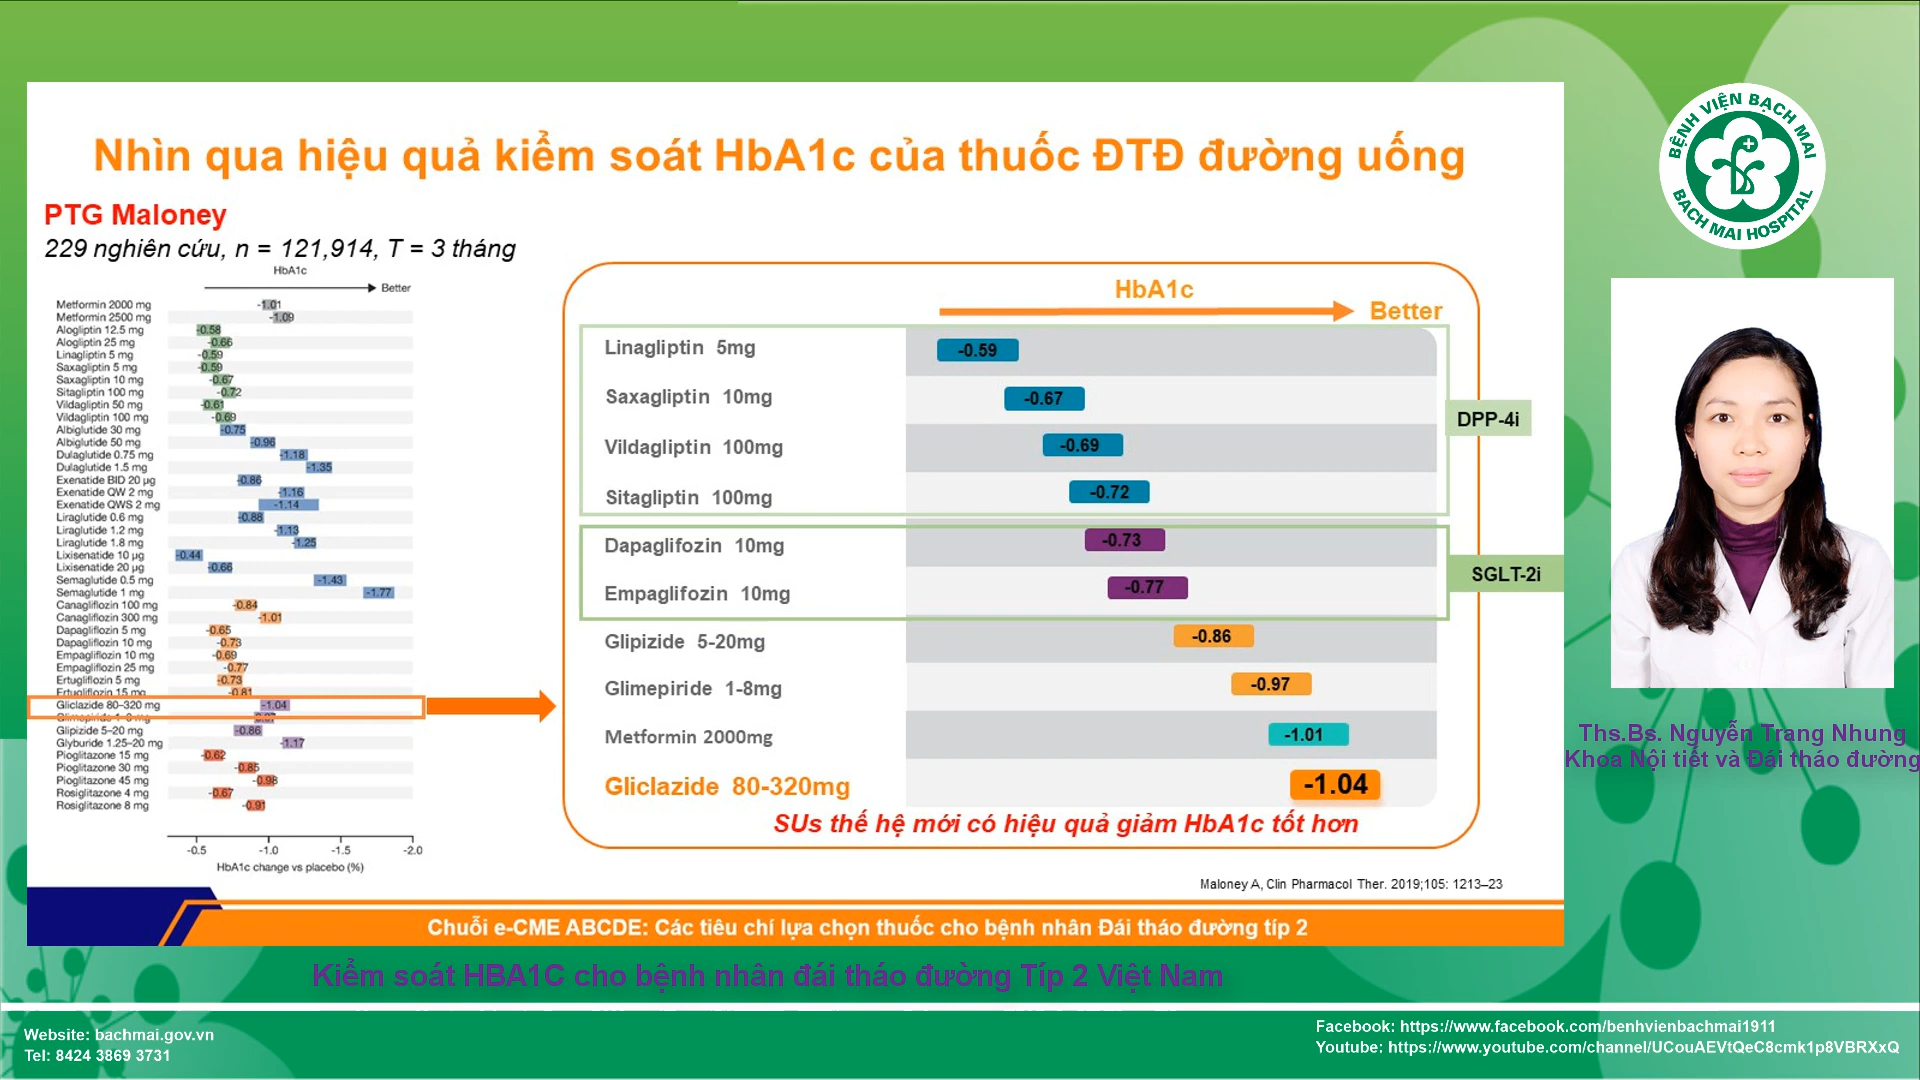 Nhìn qua hiệu quả kiểm soát HbA1c của thuốc ĐTĐ đường uống
PTG Maloney
229 nghiên cứu, n = 121,914, T = 3 tháng
HbA1c
Better
Metformin 2000 mg -1.01
Metformin 2500 mg -1.09
Alogliptin 12.5 mg -0.58
Alogliptin 25 mg -0.66
Linagliptin 5 mg -0.59
Saxagliptin 5 mg -0.59
Saxagliptin 10 mg -0.67
Sitagliptin 100 mg -0.72
Vildagliptin 50 mg -0.61
Vildagliptin 100 mg -0.69
Albiglutide 30 mg -0.75
Albiglutide 50 mg -0.96
Dulaglutide 0.75 mg -1.18
Dulaglutide 1.5 mg -1.35
Exenatide BID 20 µg -0.86
Exenatide QW 2 mg -1.16
Exenatide QWS 2 mg -1.14
Liraglutide 0.6 mg -0.88
Liraglutide 1.2 mg -1.13
Liraglutide 1.8 mg -1.25
Lixisenatide 10 µg -0.44
Lixisenatide 20 µg -0.66
Semaglutide 0.5 mg -1.43
Semaglutide 1 mg -1.77
Canagliflozin 100 mg -0.84
Canagliflozin 300 mg -1.01
Dapagliflozin 5 mg -0.65
Dapagliflozin 10 mg -0.73
Empagliflozin 10 mg -0.69
Empagliflozin 25 mg -0.77
Ertugliflozin 5 mg -0.73
Ertugliflozin 15 mg -0.81
Gliclazide 80–320 mg -1.04
Glimepiride 1–8 mg -0.97
Glipizide 5–20 mg -0.86
Glyburide 1.25–20 mg -1.17
Pioglitazone 15 mg -0.62
Pioglitazone 30 mg -0.85
Pioglitazone 45 mg -0.98
Rosiglitazone 4 mg -0.67
Rosiglitazone 8 mg -0.91
-0.5 -1.0 -1.5 -2.0
HbA1c change vs placebo (%)
HbA1c
Better
Linagliptin 5mg -0.59
Saxagliptin 10mg -0.67
Vildagliptin 100mg -0.69
Sitagliptin 100mg -0.72
DPP-4i
Dapaglifozin 10mg -0.73
Empaglifozin 10mg -0.77
SGLT-2i
Glipizide 5-20mg -0.86
Glimepiride 1-8mg -0.97
Metformin 2000mg -1.01
Gliclazide 80-320mg -1.04
SUs thế hệ mới có hiệu quả giảm HbA1c tốt hơn
Maloney A, Clin Pharmacol Ther. 2019;105: 1213–23
Chuỗi e-CME ABCDE: Các tiêu chí lựa chọn thuốc cho bệnh nhân Đái tháo đường típ 2
BỆNH VIỆN BẠCH MAI
BACH MAI HOSPITAL
Ths.Bs. Nguyễn Trang Nhung
Khoa Nội tiết và Đái tháo đường
Kiểm soát HBA1C cho bệnh nhân đái tháo đường Típ 2 Việt Nam
Website: bachmai.gov.vn
Tel: 8424 3869 3731
Facebook: https://www.facebook.com/benhvienbachmai1911
Youtube: https://www.youtube.com/channel/UCouAEVtQeC8cmk1p8VBRXxQ